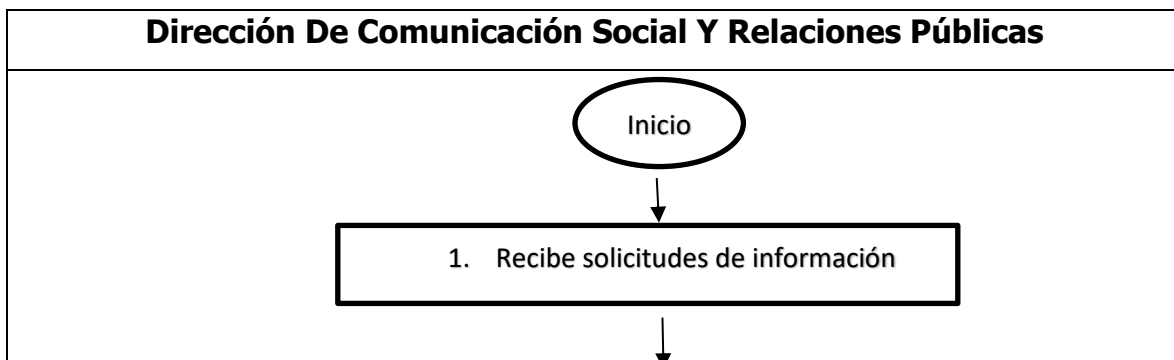 Dirección De Comunicación Social Y Relaciones Públicas
Inicio
1. Recibe solicitudes de información